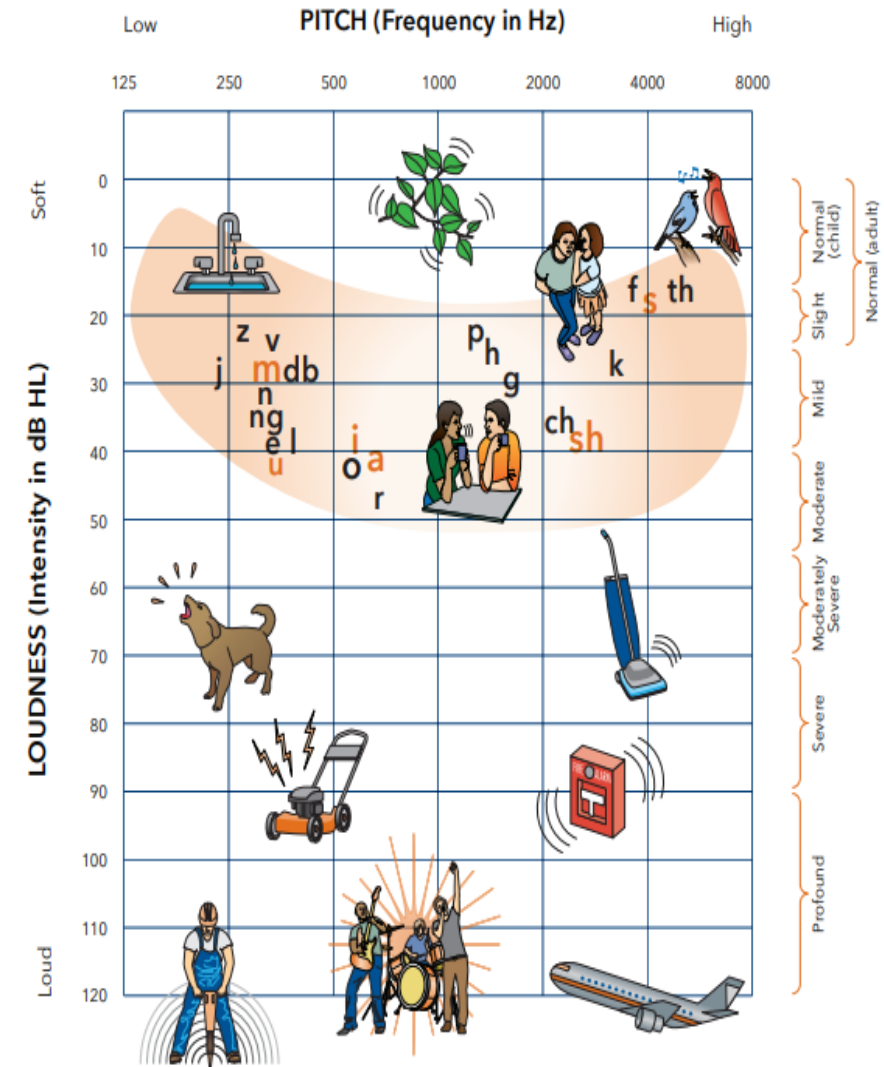 PITCH (Frequency in Hz)
Low
High
125 250 500 1000 2000 4000 8000
LOUDNESS (Intensity in dB HL)
Soft
Loud
0
10
20
30
40
50
60
70
80
90
100
110
120
f s th
z v p h
j m d b g k
n
ng ch sh
e l i
u o a
r
Normal (child)
Normal (adult)
Slight
Mild
Moderate
Moderately Severe
Severe
Profound